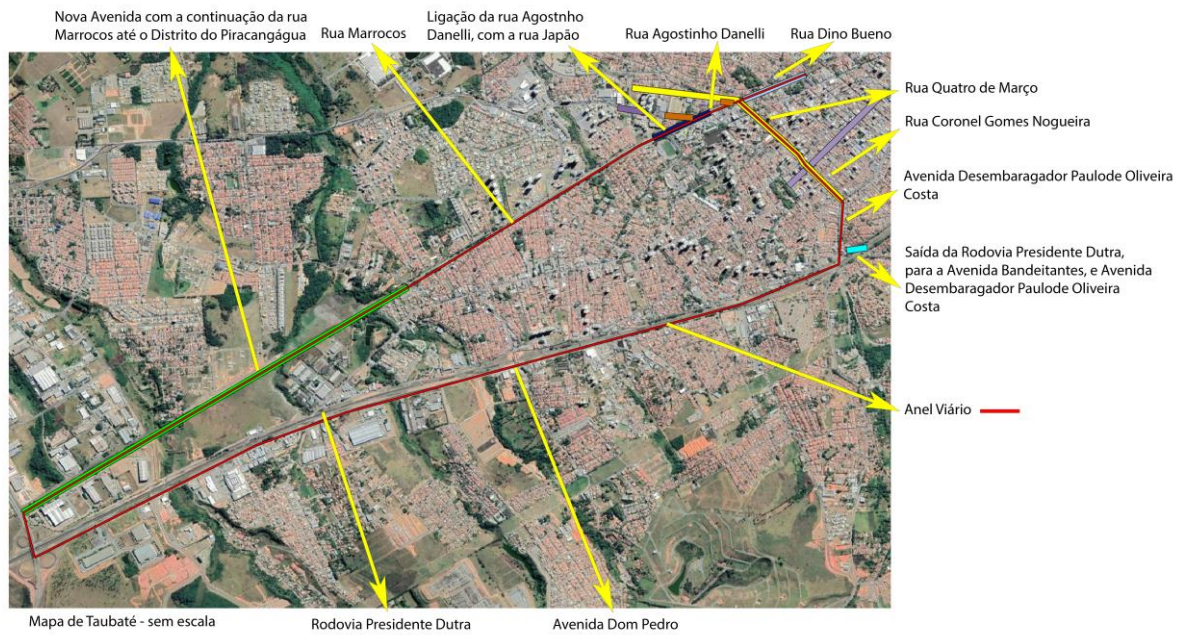 Nova Avenida com a continuação da rua
Marrocos até o Distrito do Piracangágua
Rua Marrocos
Ligação da rua Agostnho
Danelli, com a rua Japão
Rua Agostinho Danelli
Rua Dino Bueno
Rua Quatro de Março
Rua Coronel Gomes Nogueira
Avenida Desembaragador Paulode Oliveira
Costa
Saída da Rodovia Presidente Dutra,
para a Avenida Bandeitantes, e Avenida
Desembaragador Paulode Oliveira
Costa
Anel Viário
Mapa de Taubaté - sem escala
Rodovia Presidente Dutra
Avenida Dom Pedro